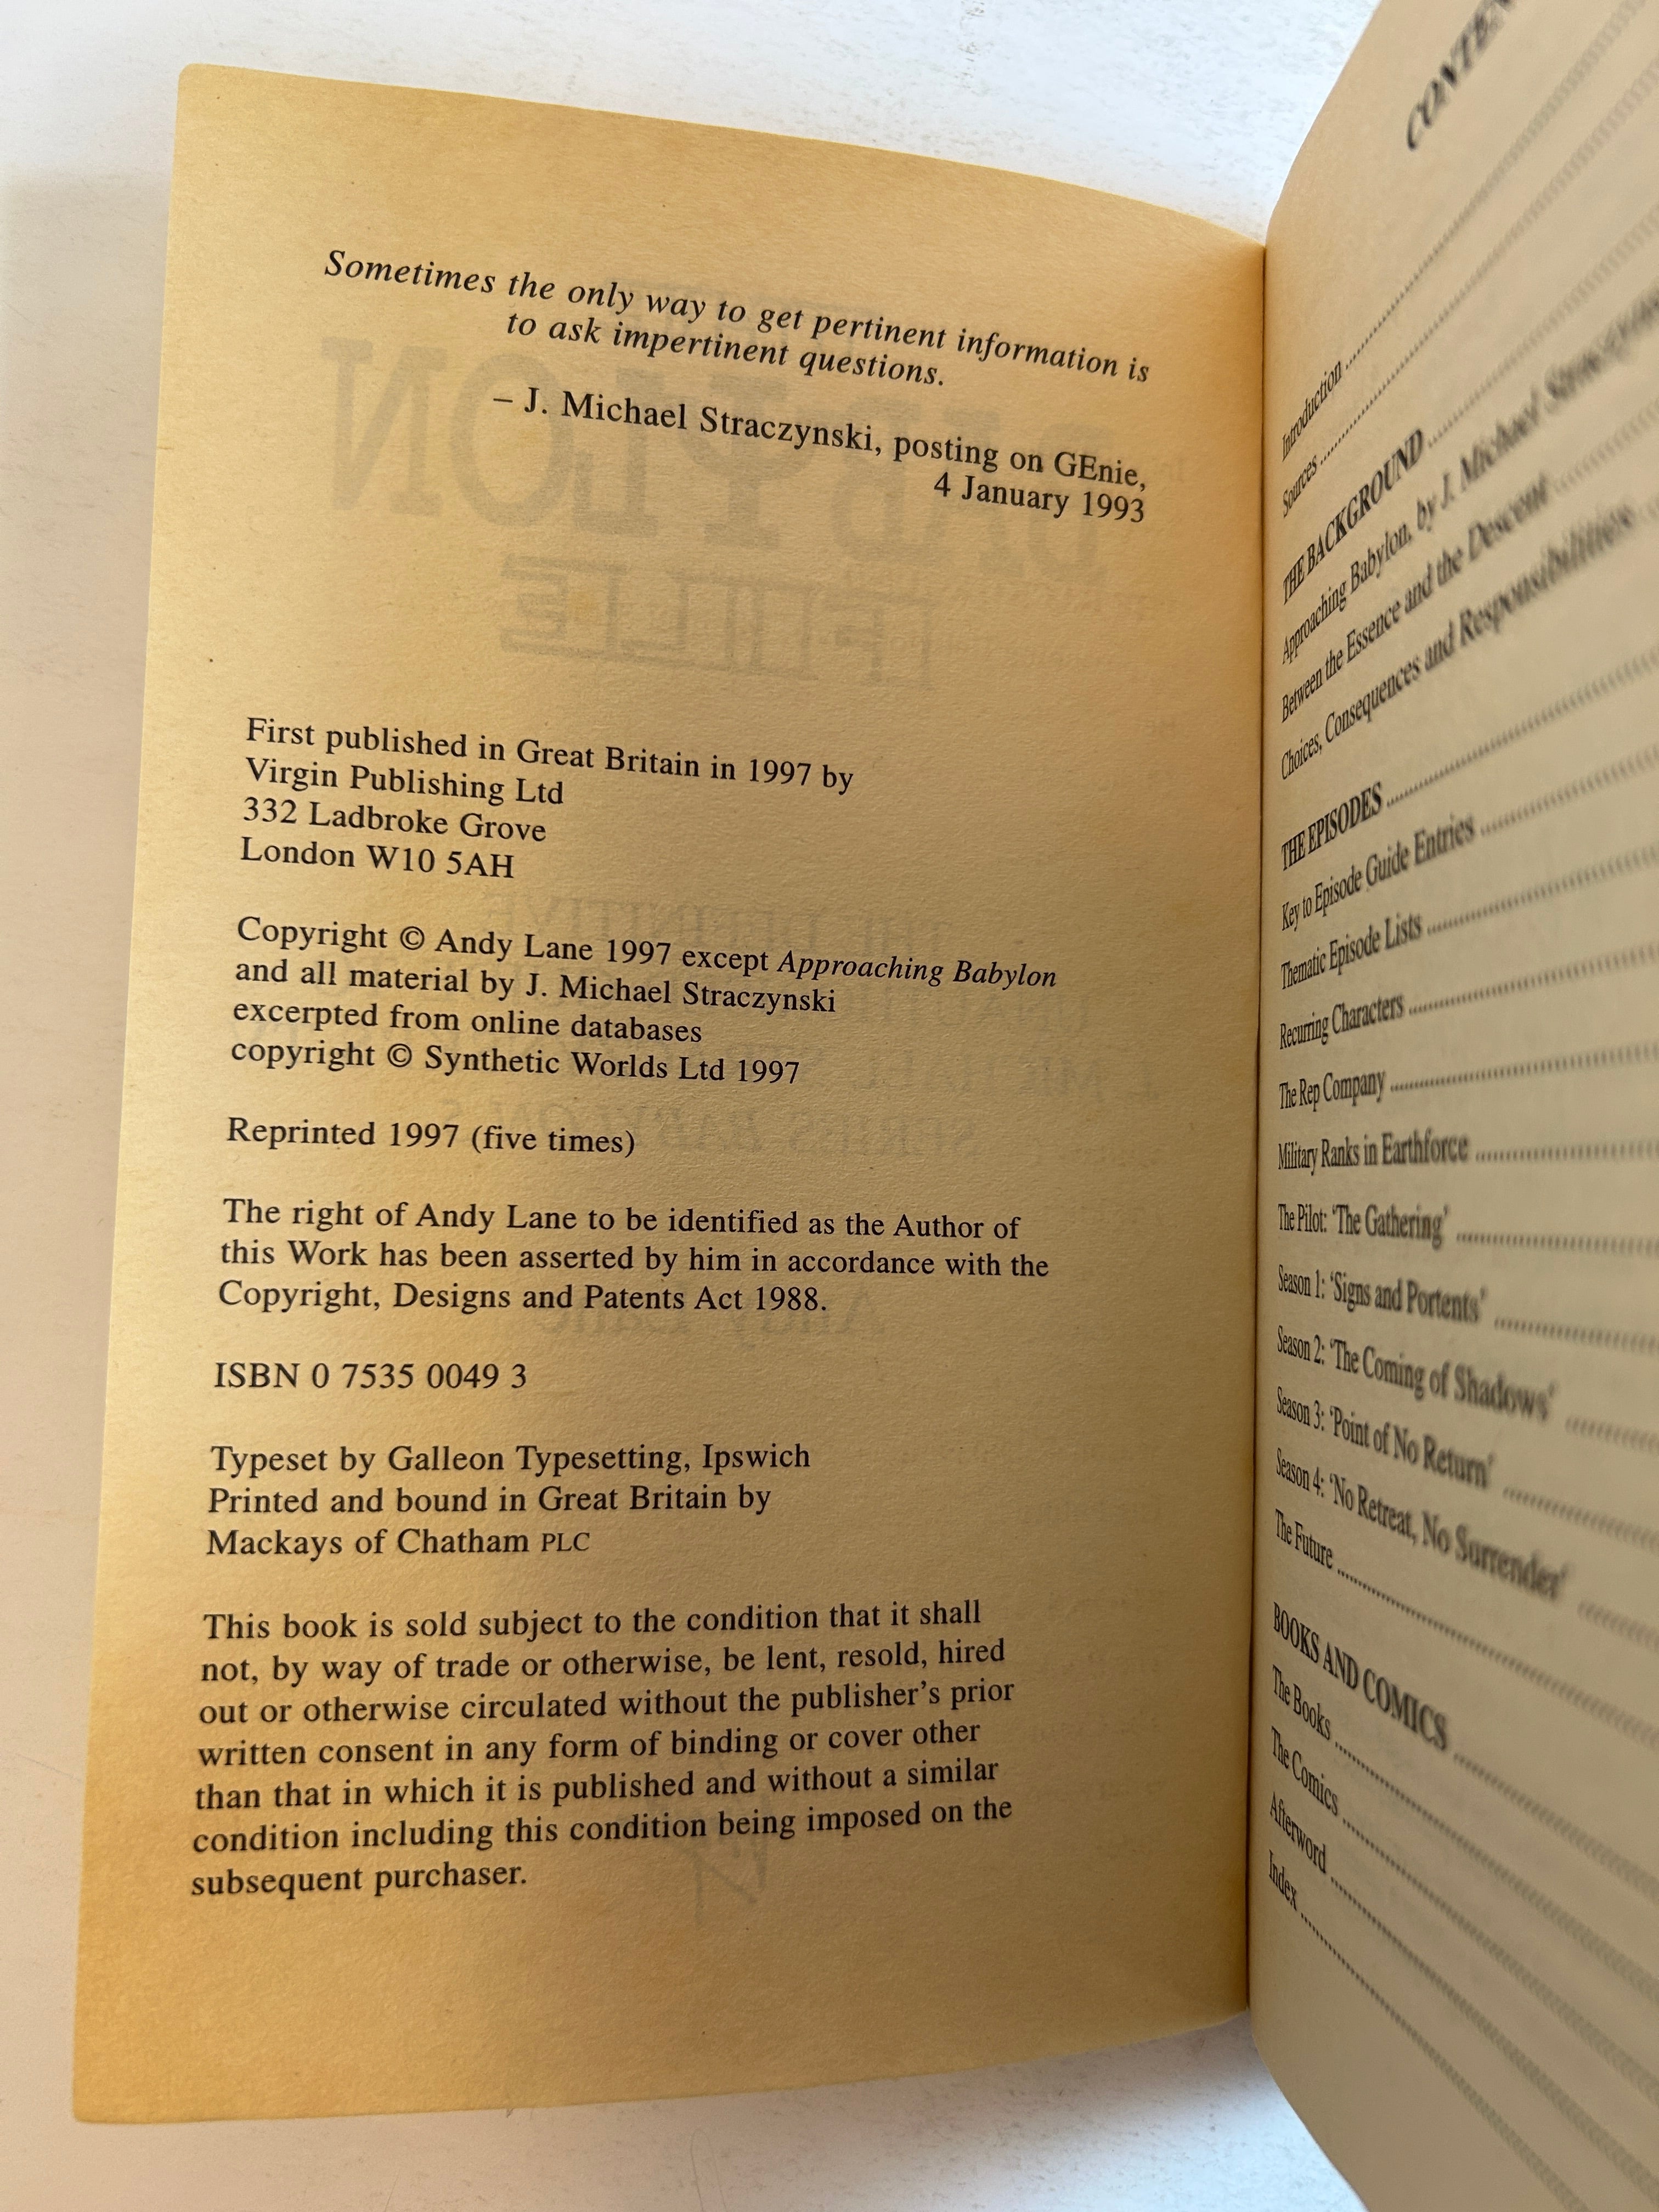 Sometimes the only way to get pertinent information is
to ask impertinent questions.
– J. Michael Straczynski, posting on GEnie,
4 January 1993
First published in Great Britain in 1997 by
Virgin Publishing Ltd
332 Ladbroke Grove
London W10 5AH
Copyright © Andy Lane 1997 except Approaching Babylon
and all material by J. Michael Straczynski
excerpted from online databases
copyright © Synthetic Worlds Ltd 1997
Reprinted 1997 (five times)
The right of Andy Lane to be identified as the Author of
this Work has been asserted by him in accordance with the
Copyright, Designs and Patents Act 1988.
ISBN 0 7535 0049 3
Typeset by Galleon Typesetting, Ipswich
Printed and bound in Great Britain by
Mackays of Chatham PLC
This book is sold subject to the condition that it shall
not, by way of trade or otherwise, be lent, resold, hired
out or otherwise circulated without the publisher's prior
written consent in any form of binding or cover other
than that in which it is published and without a similar
condition including this condition being imposed on the
subsequent purchaser.
Introduction
Sources
THE BACKGROUND
Approaching Babylon, by J. Michael Straczynski
Between the Essence and the Descent
Choices, Consequences and Responsibilities
THE EPISODES
Key to Episode Guide Entries
Thematic Episode Lists
Recurring Characters
The Rep Company
Military Ranks in Earthforce
The Pilot: 'The Gathering'
Season 1: 'Signs and Portents'
Season 2: 'The Coming of Shadows'
Season 3: 'Point of No Return'
Season 4: 'No Retreat, No Surrender'
The Future
BOOKS AND COMICS
The Books
The Comics
Afterword
Index